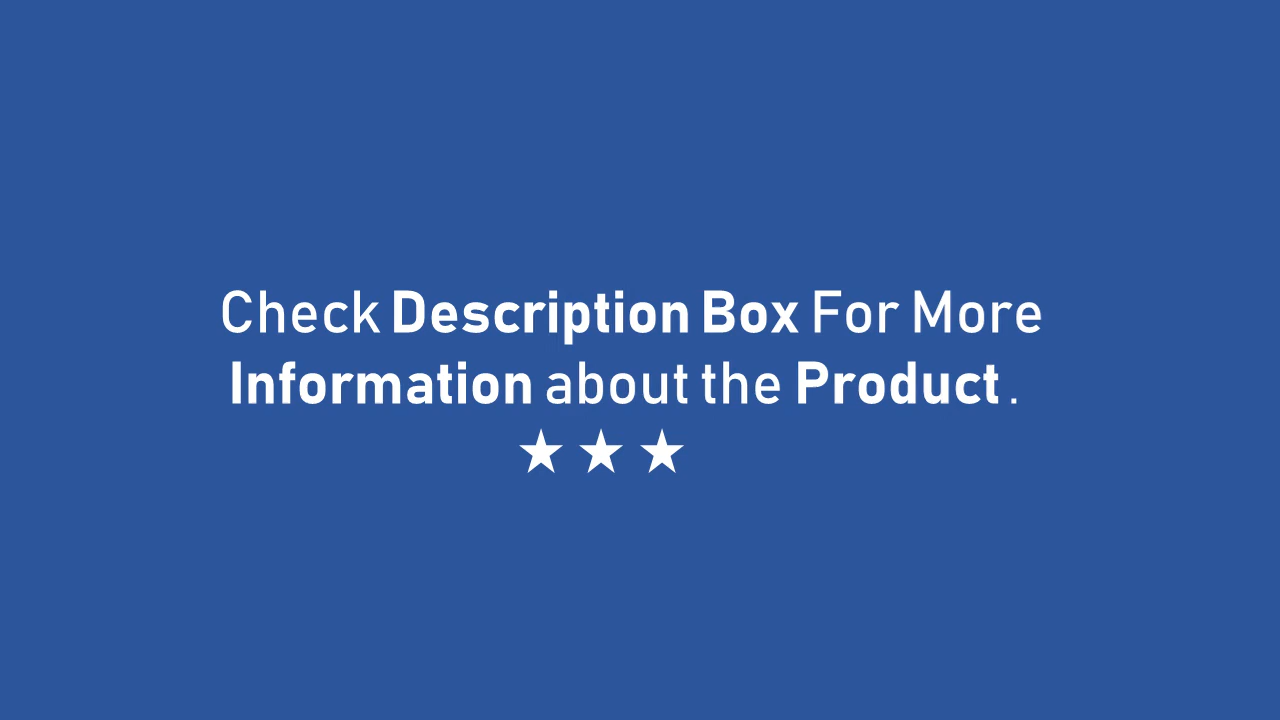 Check Description Box For More
Information about the Product .
★ ★ ★